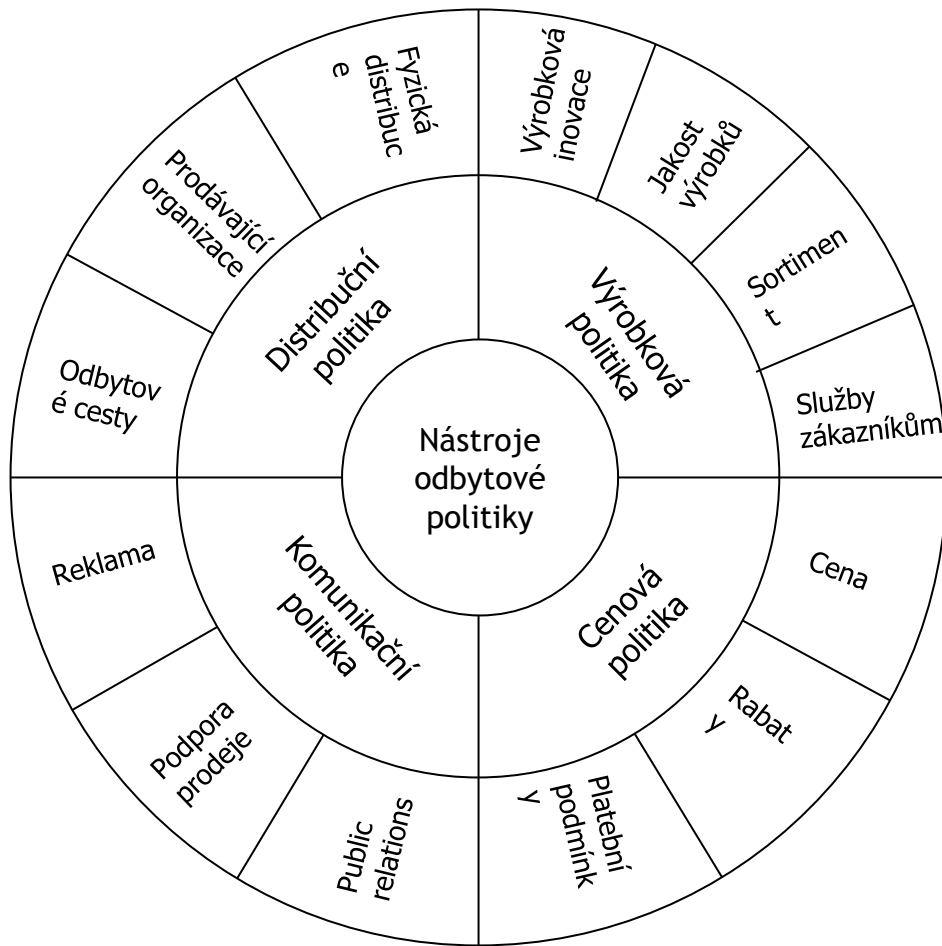 Nástroje
odbytové
politiky
Výrobková
politika
Cenová
politika
Komunikační
politika
Distribuční
politika
Výrobková
inovace
Jakost
výrobků
Sortimen
t
Služby
zákazníkům
Cena
Rabat
y
Platební
podmínk
y
Public
relations
Podpora
prodeje
Reklama
Odbytov
é cesty
Prodávající
organizace
Fyzická
distribuc
e